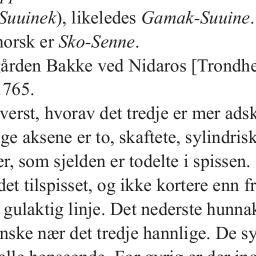 Suuinek), likeledes Gamak-Suuine.
norsk er Sko-Senne.
ården Bakke ved Nidaros [Trondhe
765.
verst, hvorav det tredje er mer adsk
ge aksene er to, skaftete, sylindrisk
er, som sjelden er todelte i spissen.
det tilspisset, og ikke kortere enn fr
gulaktig linje. Det nederste hunnak
nske nær det tredje hannlige. De sy